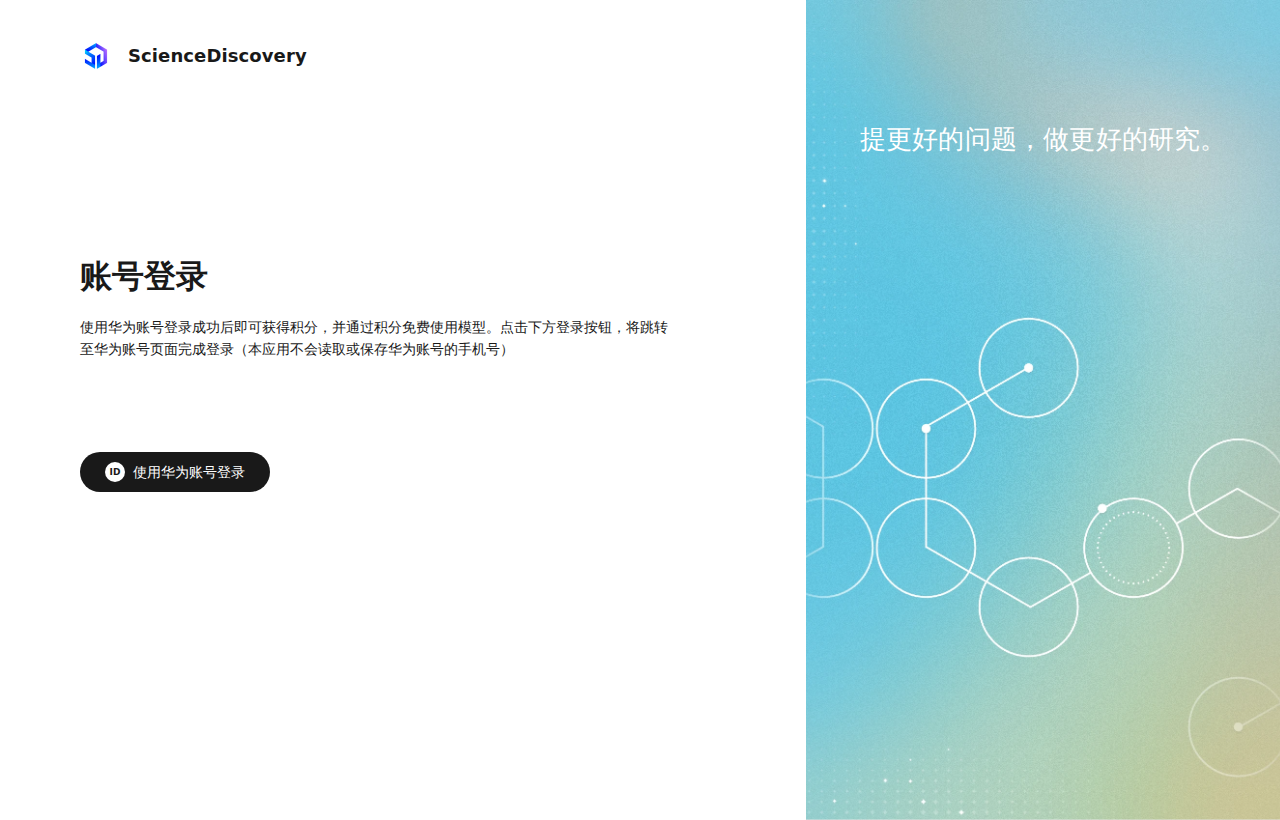 ScienceDiscovery
提更好的问题，做更好的研究。
账号登录
使用华为账号登录成功后即可获得积分，并通过积分免费使用模型。点击下方登录按钮，将跳转
至华为账号页面完成登录（本应用不会读取或保存华为账号的手机号）
ID 使用华为账号登录